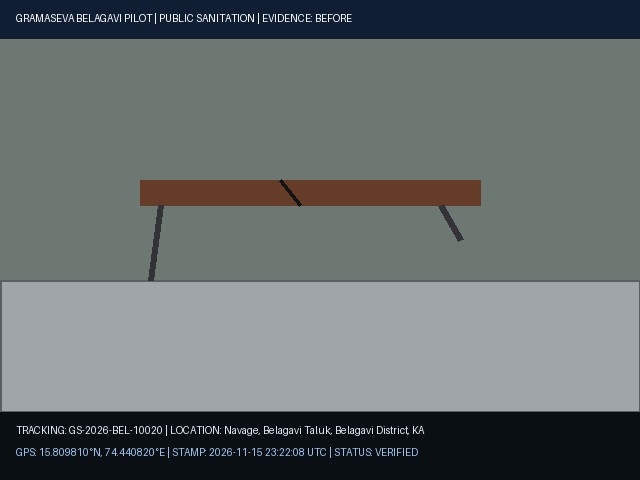 GRAMASEVA BELAGAVI PILOT | PUBLIC SANITATION | EVIDENCE: BEFORE
TRACKING: GS-2026-BEL-10020 | LOCATION: Navage, Belagavi Taluk, Belagavi District, KA
GPS: 15.809810°N, 74.440820°E | STAMP: 2026-11-15 23:22:08 UTC | STATUS: VERIFIED